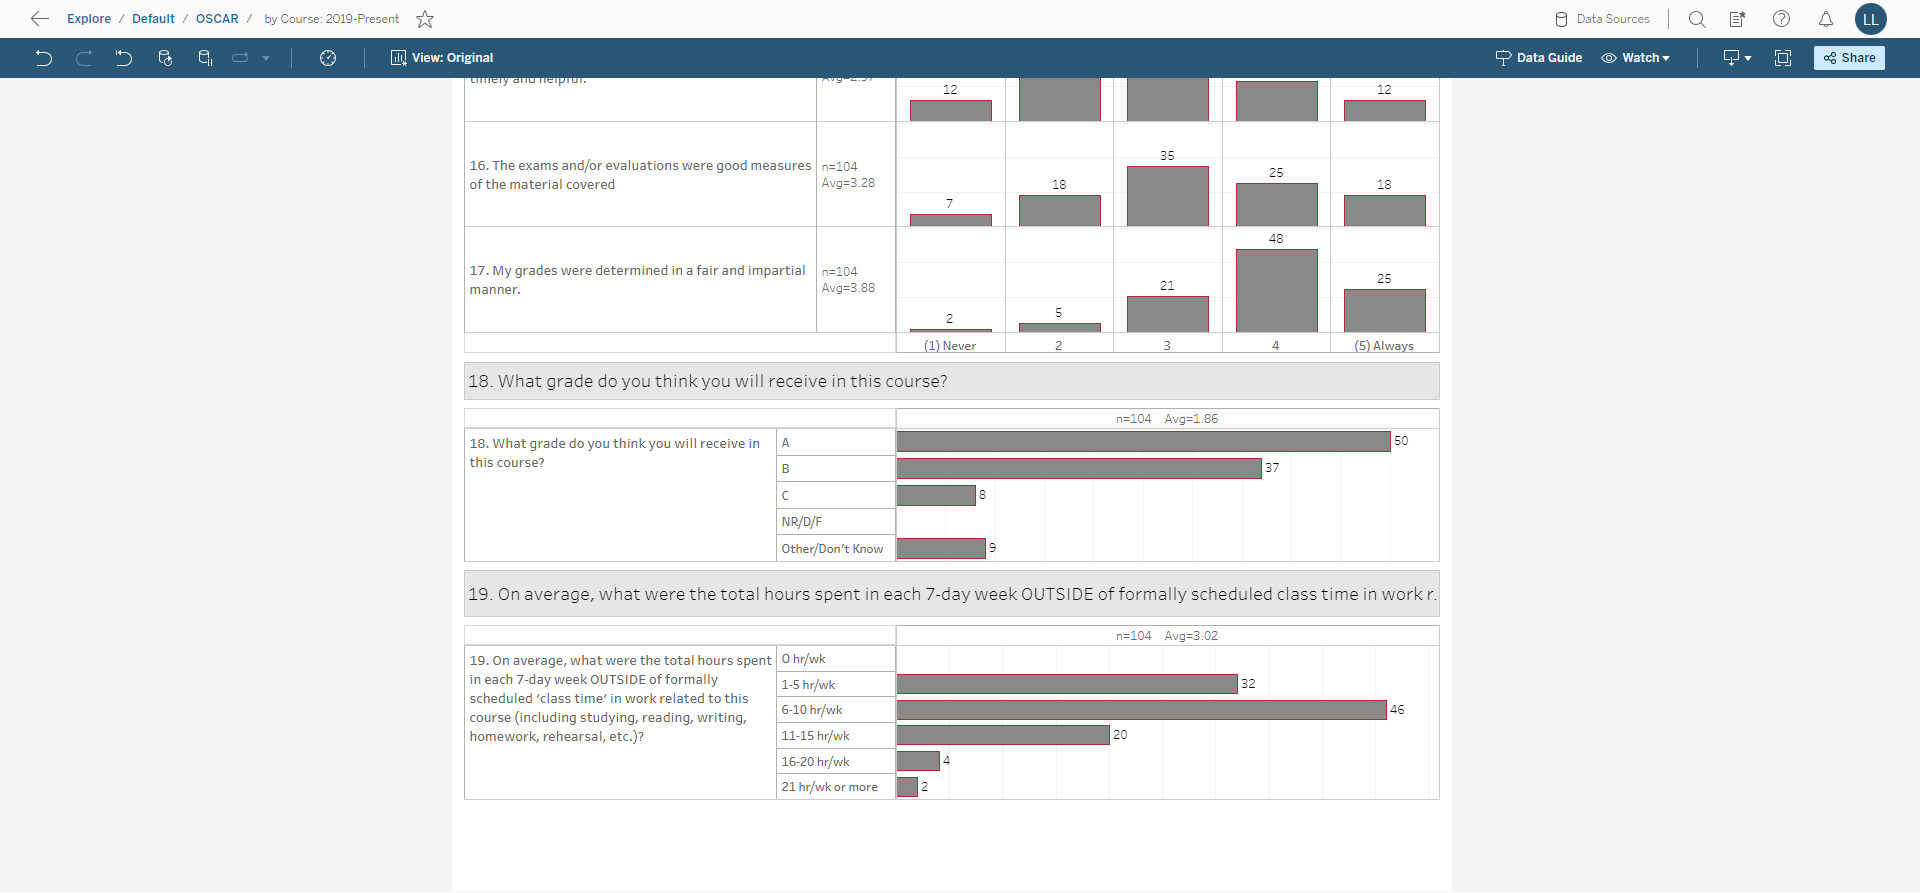 Explore / Default / OSCAR / by Course: 2019-Present
Data Sources
LL
View: Original
Data Guide
Watch
Share
timely and helpful.
12
12
16. The exams and/or evaluations were good measures
of the material covered
n=104
Avg=3.28
7
18
35
25
18
17. My grades were determined in a fair and impartial
manner.
n=104
Avg=3.88
2
5
21
48
25
(1) Never
2
3
4
(5) Always
18. What grade do you think you will receive in this course?
n=104 Avg=1.86
18. What grade do you think you will receive in
this course?
A
50
B
37
C
8
NR/D/F
Other/Don't Know
9
19. On average, what were the total hours spent in each 7-day week OUTSIDE of formally scheduled class time in work r.
n=104 Avg=3.02
19. On average, what were the total hours spent
in each 7-day week OUTSIDE of formally
scheduled 'class time' in work related to this
course (including studying, reading, writing,
homework, rehearsal, etc.)?
0 hr/wk
1-5 hr/wk
32
6-10 hr/wk
46
11-15 hr/wk
20
16-20 hr/wk
4
21 hr/wk or more
2